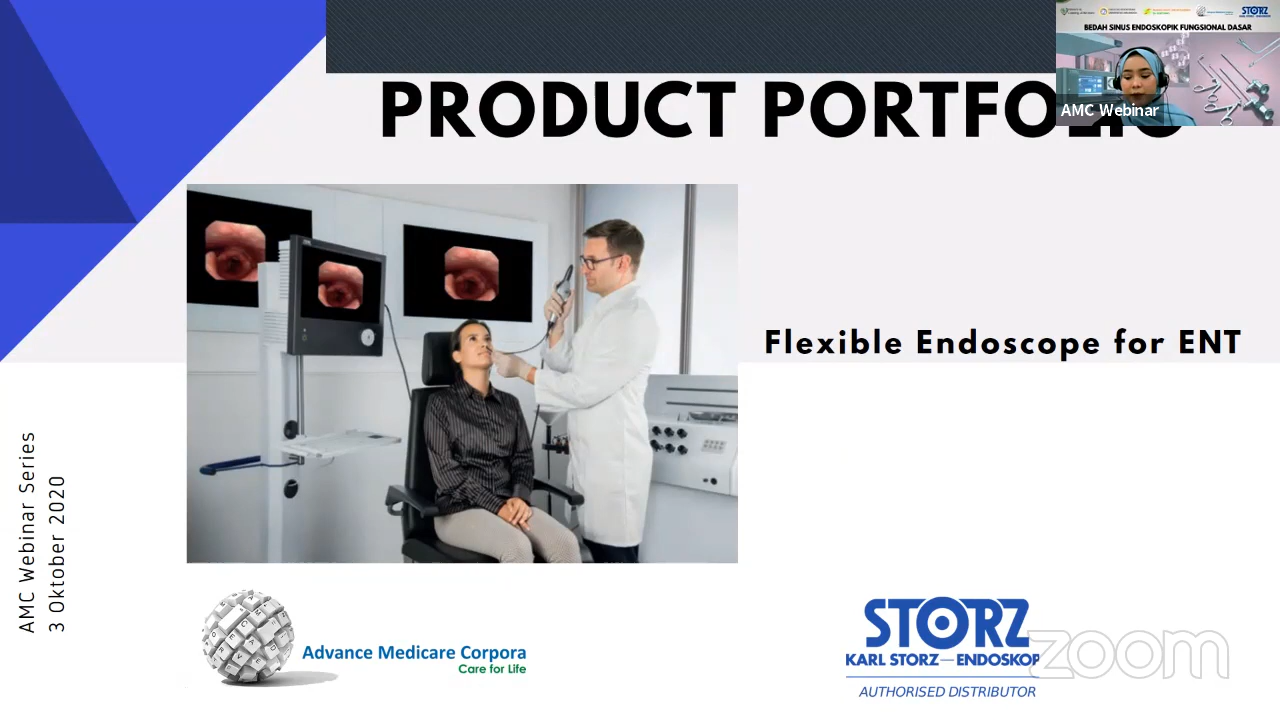 PRODUCT PORTFOLIO
STORZ
BEDAH SINUS ENDOSKOPIK FUNGSIONAL DASAR
AMC Webinar
Flexible Endoscope for ENT
AMC Webinar Series
3 Oktober 2020
Advance Medicare Corpora
Care for Life
STORZ
KARL STORZ—ENDOSKOP
AUTHORISED DISTRIBUTOR
zoom